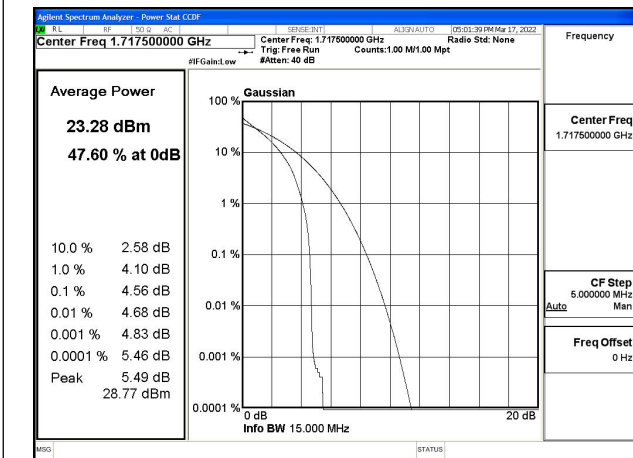 Agilent Spectrum Analyzer - Power Stat CCDF
RL RF 50 Ω AC SENSE:INT ALIGN AUTO 05:01:39 PM Mar 17, 2022
Center Freq 1.717500000 GHz
Center Freq: 1.717500000 GHz Radio Std: None
Trig: Free Run Counts:1.00 M/1.00 Mpt
#IFGain:Low #Atten: 40 dB
Frequency
Average Power
23.28 dBm
47.60 % at 0dB
10.0 % 2.58 dB
1.0 % 4.10 dB
0.1 % 4.56 dB
0.01 % 4.68 dB
0.001 % 4.83 dB
0.0001 % 5.46 dB
Peak 5.49 dB
28.77 dBm
Gaussian
100 %
10 %
1 %
0.1 %
0.01 %
0.001 %
0.0001 %
0 dB 20 dB
Info BW 15.000 MHz
Center Freq
1.717500000 GHz
CF Step
5.000000 MHz
Auto Man
Freq Offset
0 Hz
MSG STATUS